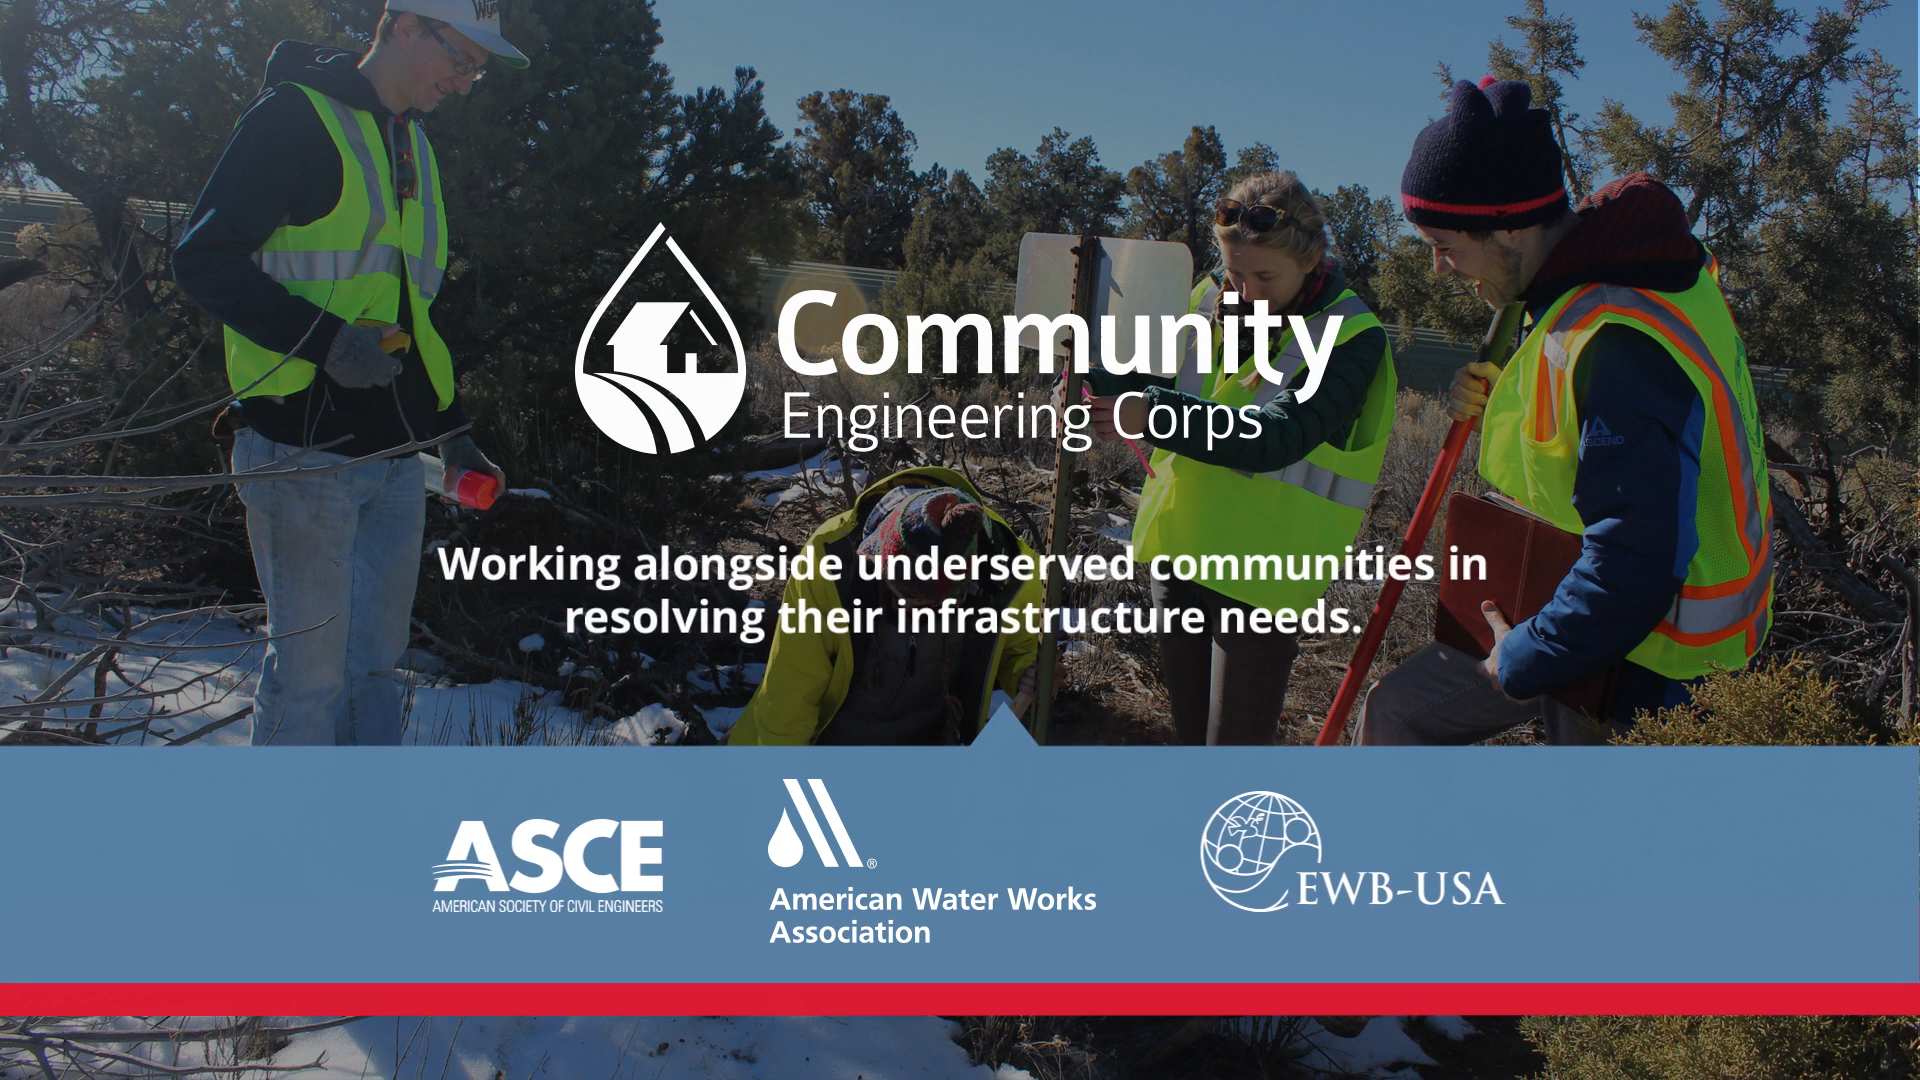 Community
Engineering Corps
Working alongside underserved communities in
resolving their infrastructure needs.
ASCE
AMERICAN SOCIETY OF CIVIL ENGINEERS
®
American Water Works
Association
EWB-USA
ASCEND